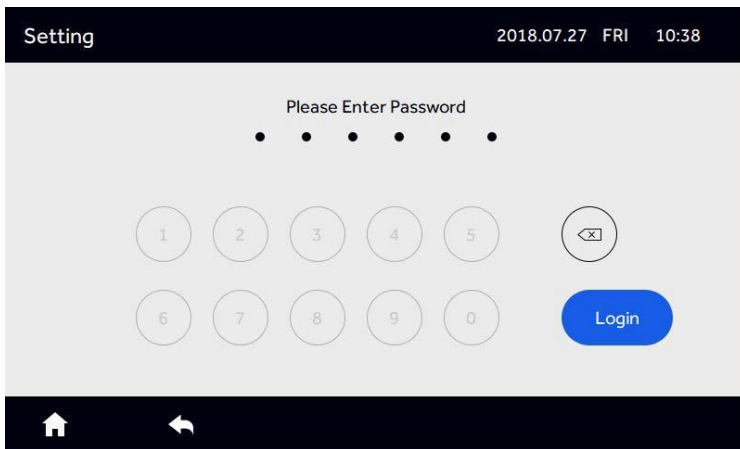 Setting
2018.07.27 FRI 10:38
Please Enter Password
1 2 3 4 5
6 7 8 9 0
Login